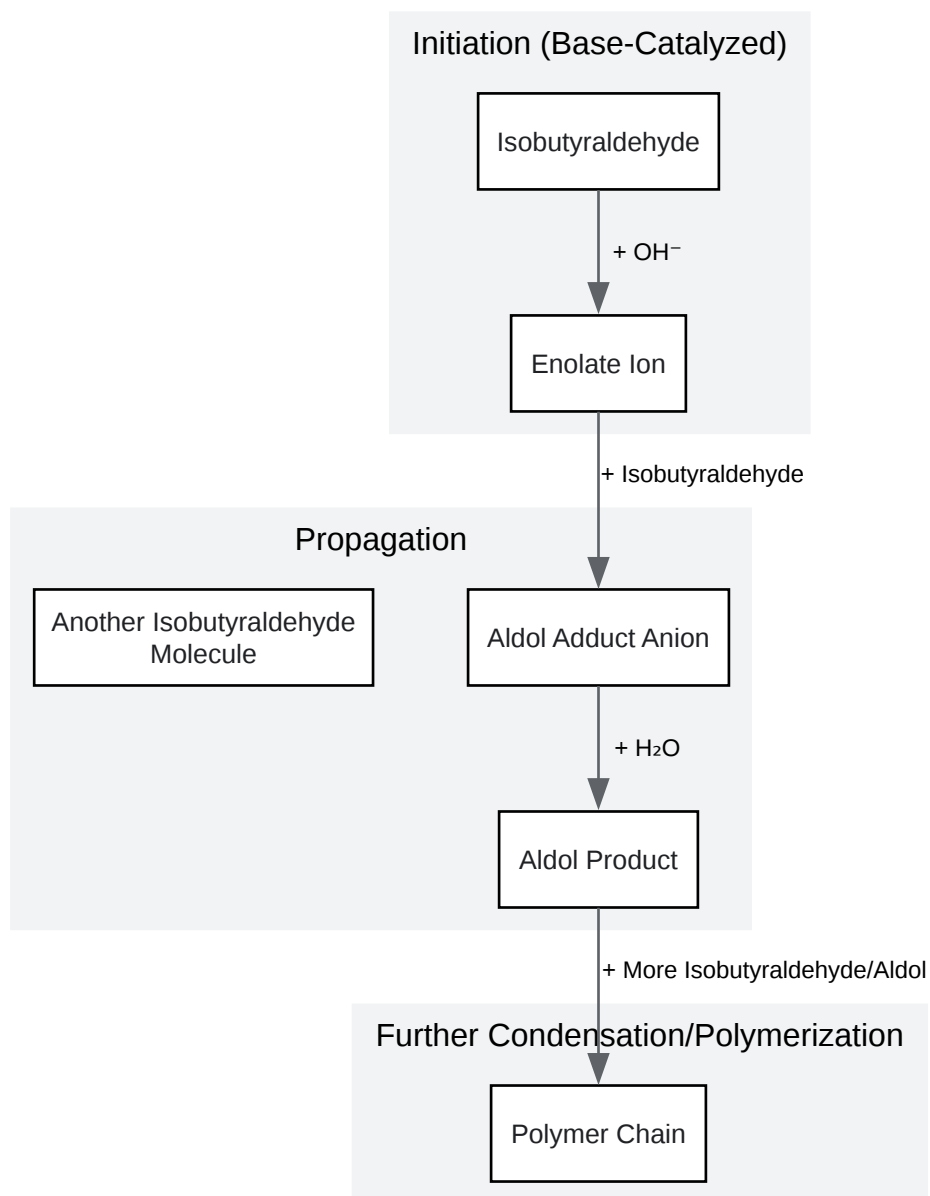 Initiation (Base-Catalyzed)
Isobutyraldehyde
+ OH⁻
Enolate Ion
+ Isobutyraldehyde
Propagation
Another Isobutyraldehyde
Molecule
Aldol Adduct Anion
+ H₂O
Aldol Product
+ More Isobutyraldehyde/Aldol
Further Condensation/Polymerization
Polymer Chain